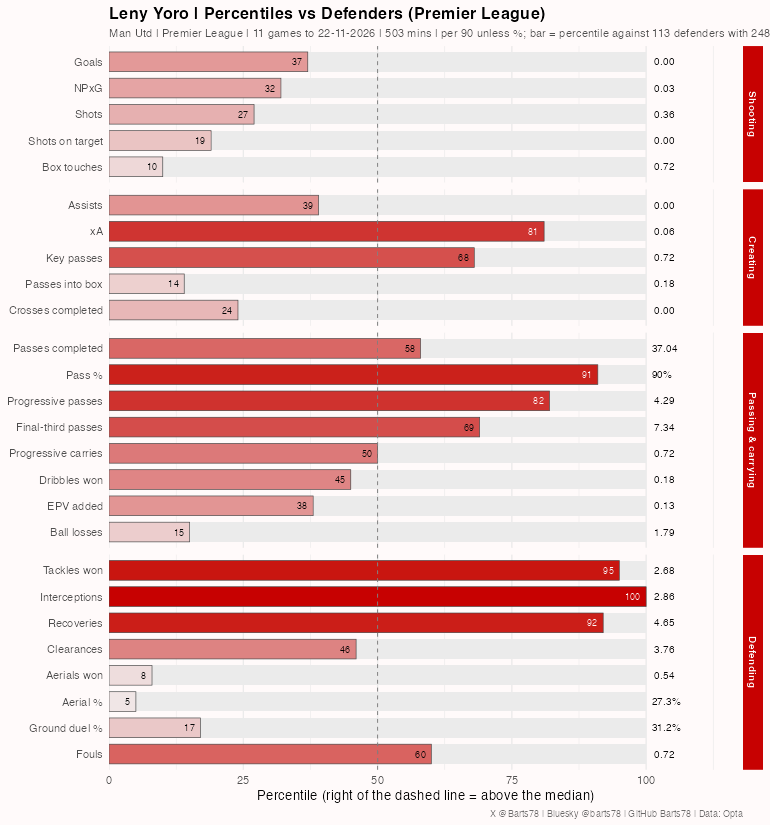 Leny Yoro | Percentiles vs Defenders (Premier League)
Man Utd | Premier League | 11 games to 22-11-2026 | 503 mins | per 90 unless %; bar = percentile against 113 defenders with 248
Shooting
Goals 37 0.00
NPxG 32 0.03
Shots 27 0.36
Shots on target 19 0.00
Box touches 10 0.72
Creating
Assists 39 0.00
xA 81 0.06
Key passes 68 0.72
Passes into box 14 0.18
Crosses completed 24 0.00
Passing & carrying
Passes completed 58 37.04
Pass % 91 90%
Progressive passes 82 4.29
Final-third passes 69 7.34
Progressive carries 50 0.72
Dribbles won 45 0.18
EPV added 38 0.13
Ball losses 15 1.79
Defending
Tackles won 95 2.68
Interceptions 100 2.86
Recoveries 92 4.65
Clearances 46 3.76
Aerials won 8 0.54
Aerial % 5 27.3%
Ground duel % 17 31.2%
Fouls 60 0.72
0 25 50 75 100
Percentile (right of the dashed line = above the median)
X @Barts78 | Bluesky @barts78 | GitHub Barts78 | Data: Opta